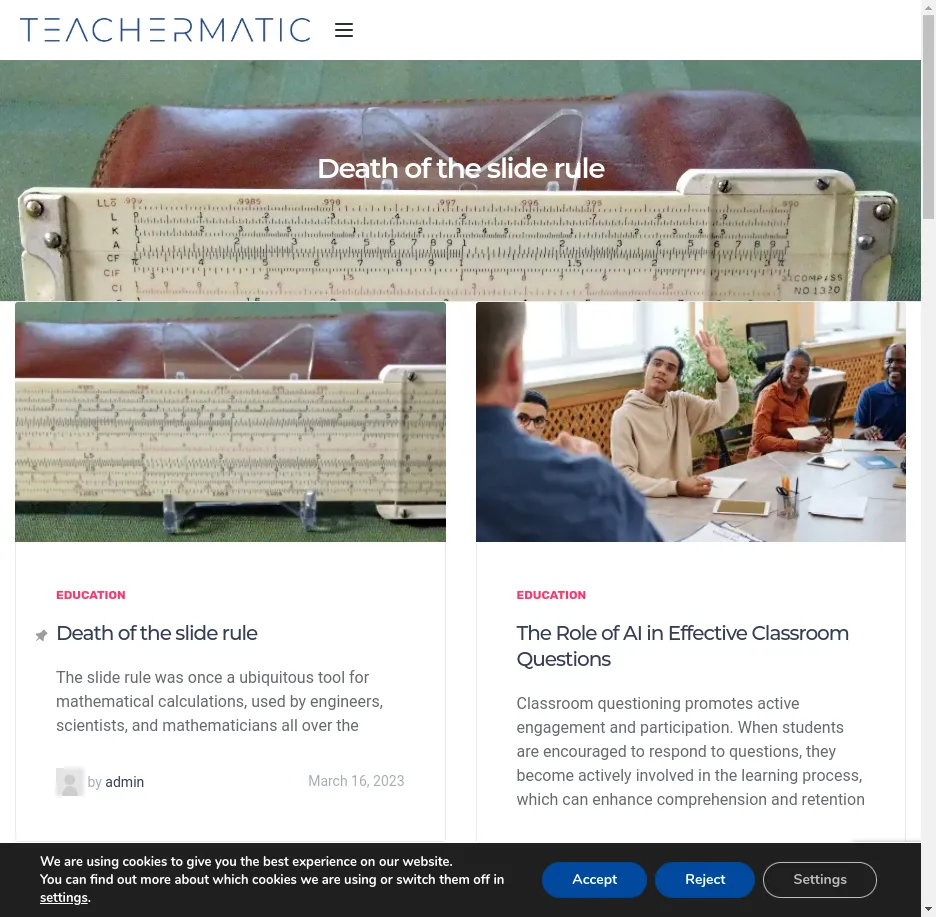 TEACHERMATIC
Death of the slide rule
EDUCATION
Death of the slide rule
The slide rule was once a ubiquitous tool for
mathematical calculations, used by engineers,
scientists, and mathematicians all over the
by admin
March 16, 2023
EDUCATION
The Role of AI in Effective Classroom
Questions
Classroom questioning promotes active
engagement and participation. When students
are encouraged to respond to questions, they
become actively involved in the learning process,
which can enhance comprehension and retention
We are using cookies to give you the best experience on our website.
You can find out more about which cookies we are using or switch them off in
settings.
Accept
Reject
Settings